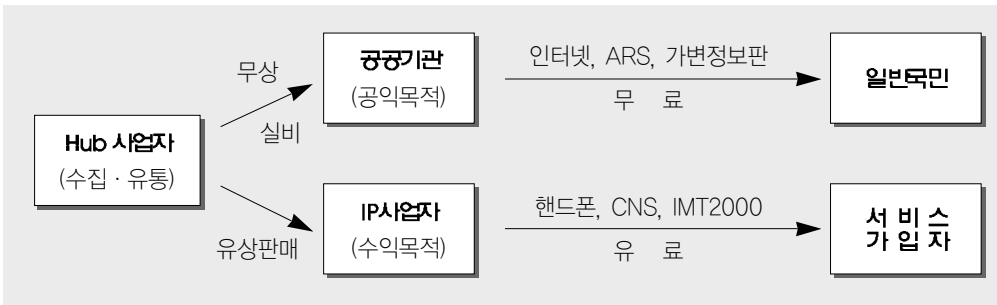 Hub 사업자
(수집 · 유통)
무상
실비
공공기관
(공익목적)
인터넷, ARS, 가변정보판
무 료
일반국민
유상판매
IP사업자
(수익목적)
핸드폰, CNS, IMT2000
유 료
서 비 스
가 입 자